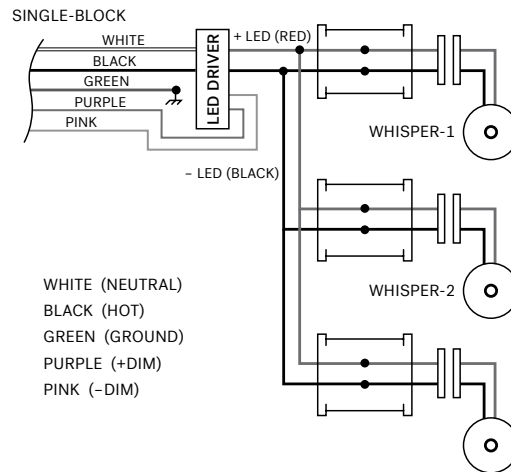 SINGLE-BLOCK
WHITE
+ LED (RED)
BLACK
GREEN
LED DRIVER
PURPLE
PINK
WHISPER-1
– LED (BLACK)
WHITE (NEUTRAL)
WHISPER-2
BLACK (HOT)
GREEN (GROUND)
PURPLE (+DIM)
PINK (–DIM)